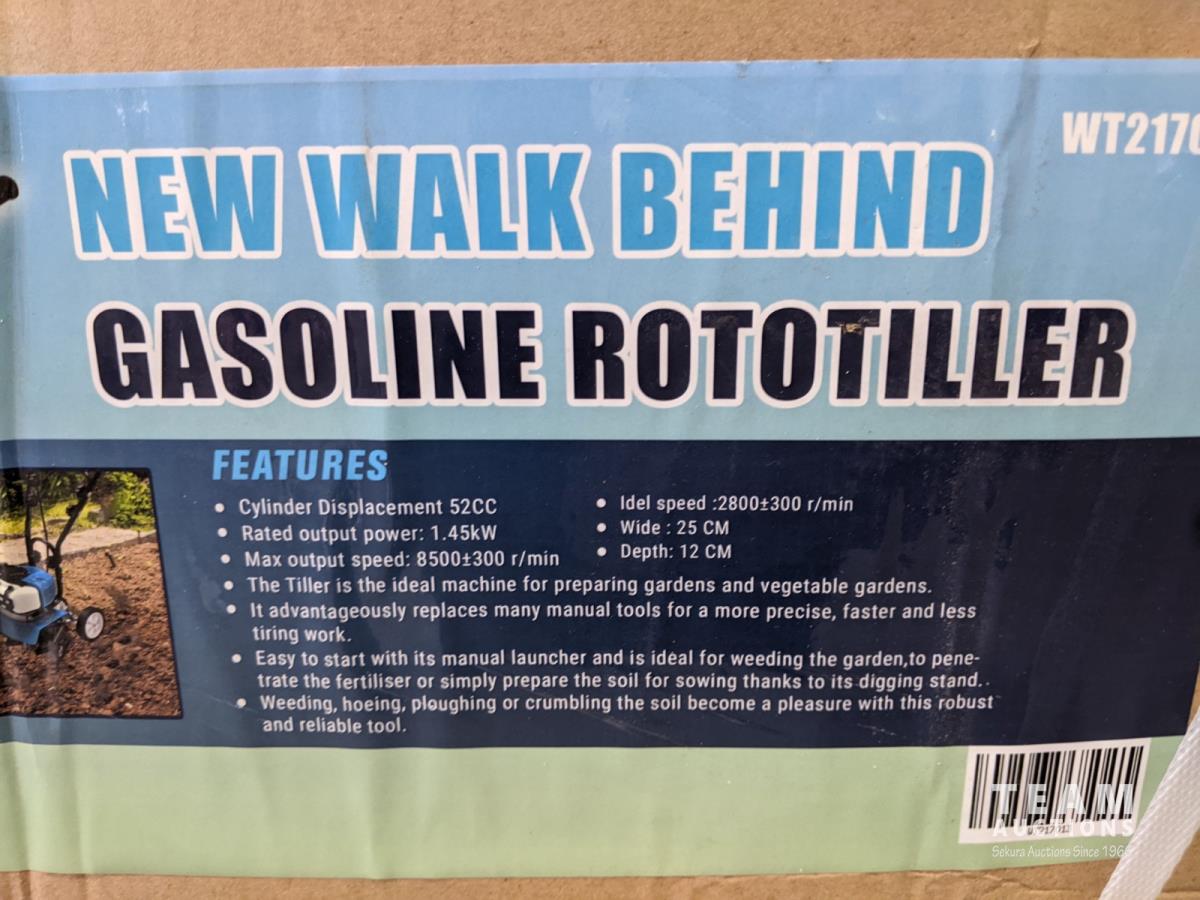 WT2170
NEW WALK BEHIND
GASOLINE ROTOTILLER
FEATURES
• Cylinder Displacement 52CC
• Rated output power: 1.45kW
• Max output speed: 8500±300 r/min
• Idel speed :2800±300 r/min
• Wide : 25 CM
• Depth: 12 CM
• The Tiller is the ideal machine for preparing gardens and vegetable gardens.
• It advantageously replaces many manual tools for a more precise, faster and less
tiring work.
• Easy to start with its manual launcher and is ideal for weeding the garden,to pene-
trate the fertiliser or simply prepare the soil for sowing thanks to its digging stand. .
• Weeding, hoeing, ploughing or crumbling the soil become a pleasure with this robust
and reliable tool.
TEAM
AUCTIONS
Sekura Auctions Since 1966